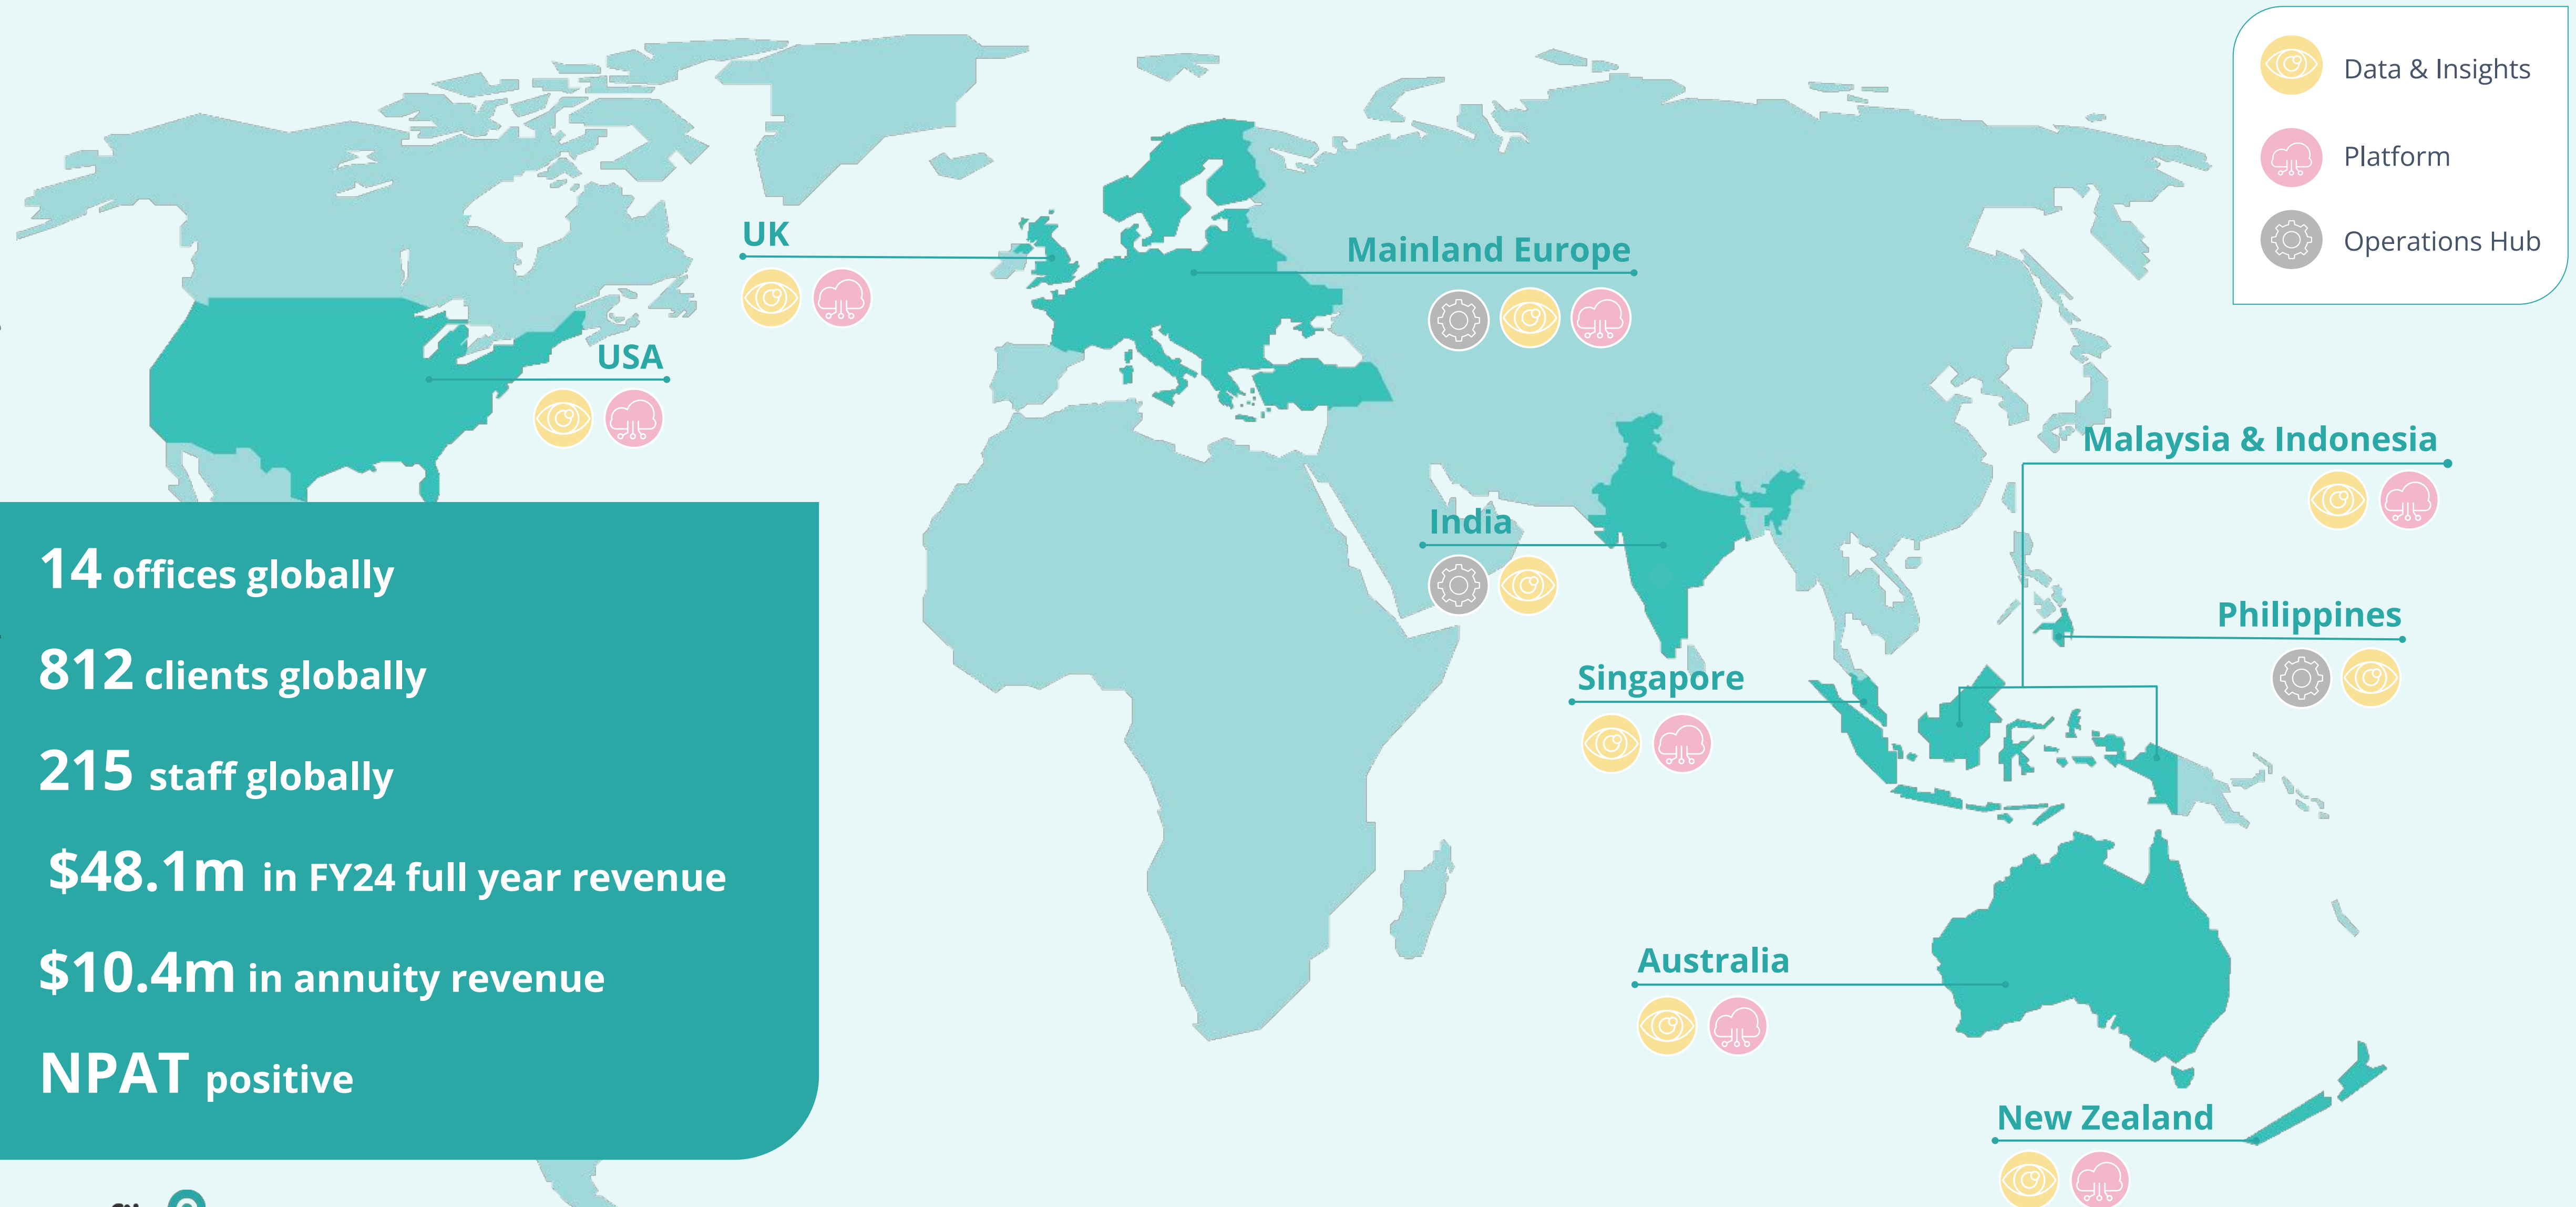 Data & Insights
Platform
Operations Hub
UK
Mainland Europe
USA
Malaysia & Indonesia
India
Philippines
Singapore
Australia
New Zealand
14 offices globally
812 clients globally
215 staff globally
$48.1m in FY24 full year revenue
$10.4m in annuity revenue
NPAT positive